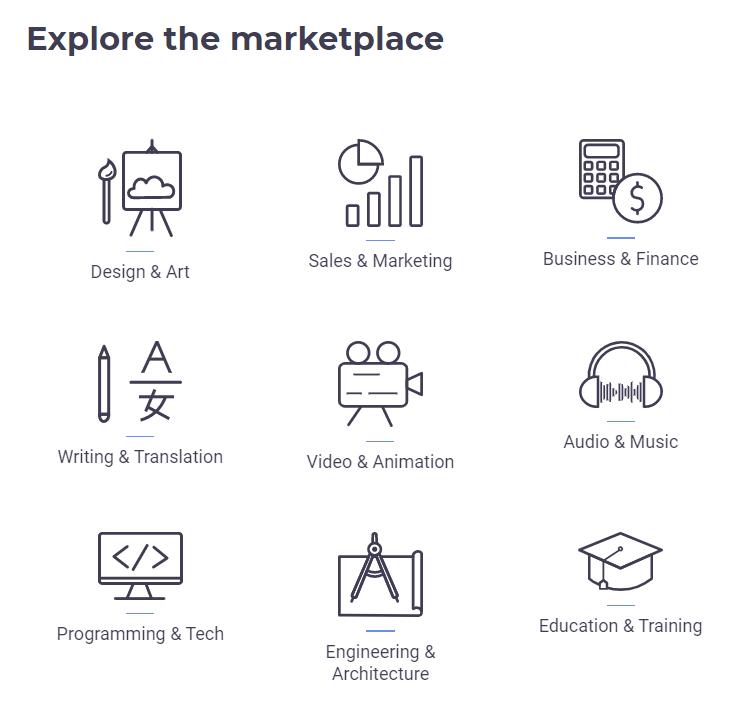 Explore the marketplace
Design & Art
Sales & Marketing
$
Business & Finance
A
女
Writing & Translation
Video & Animation
Audio & Music
</>
Programming & Tech
Engineering &
Architecture
Education & Training